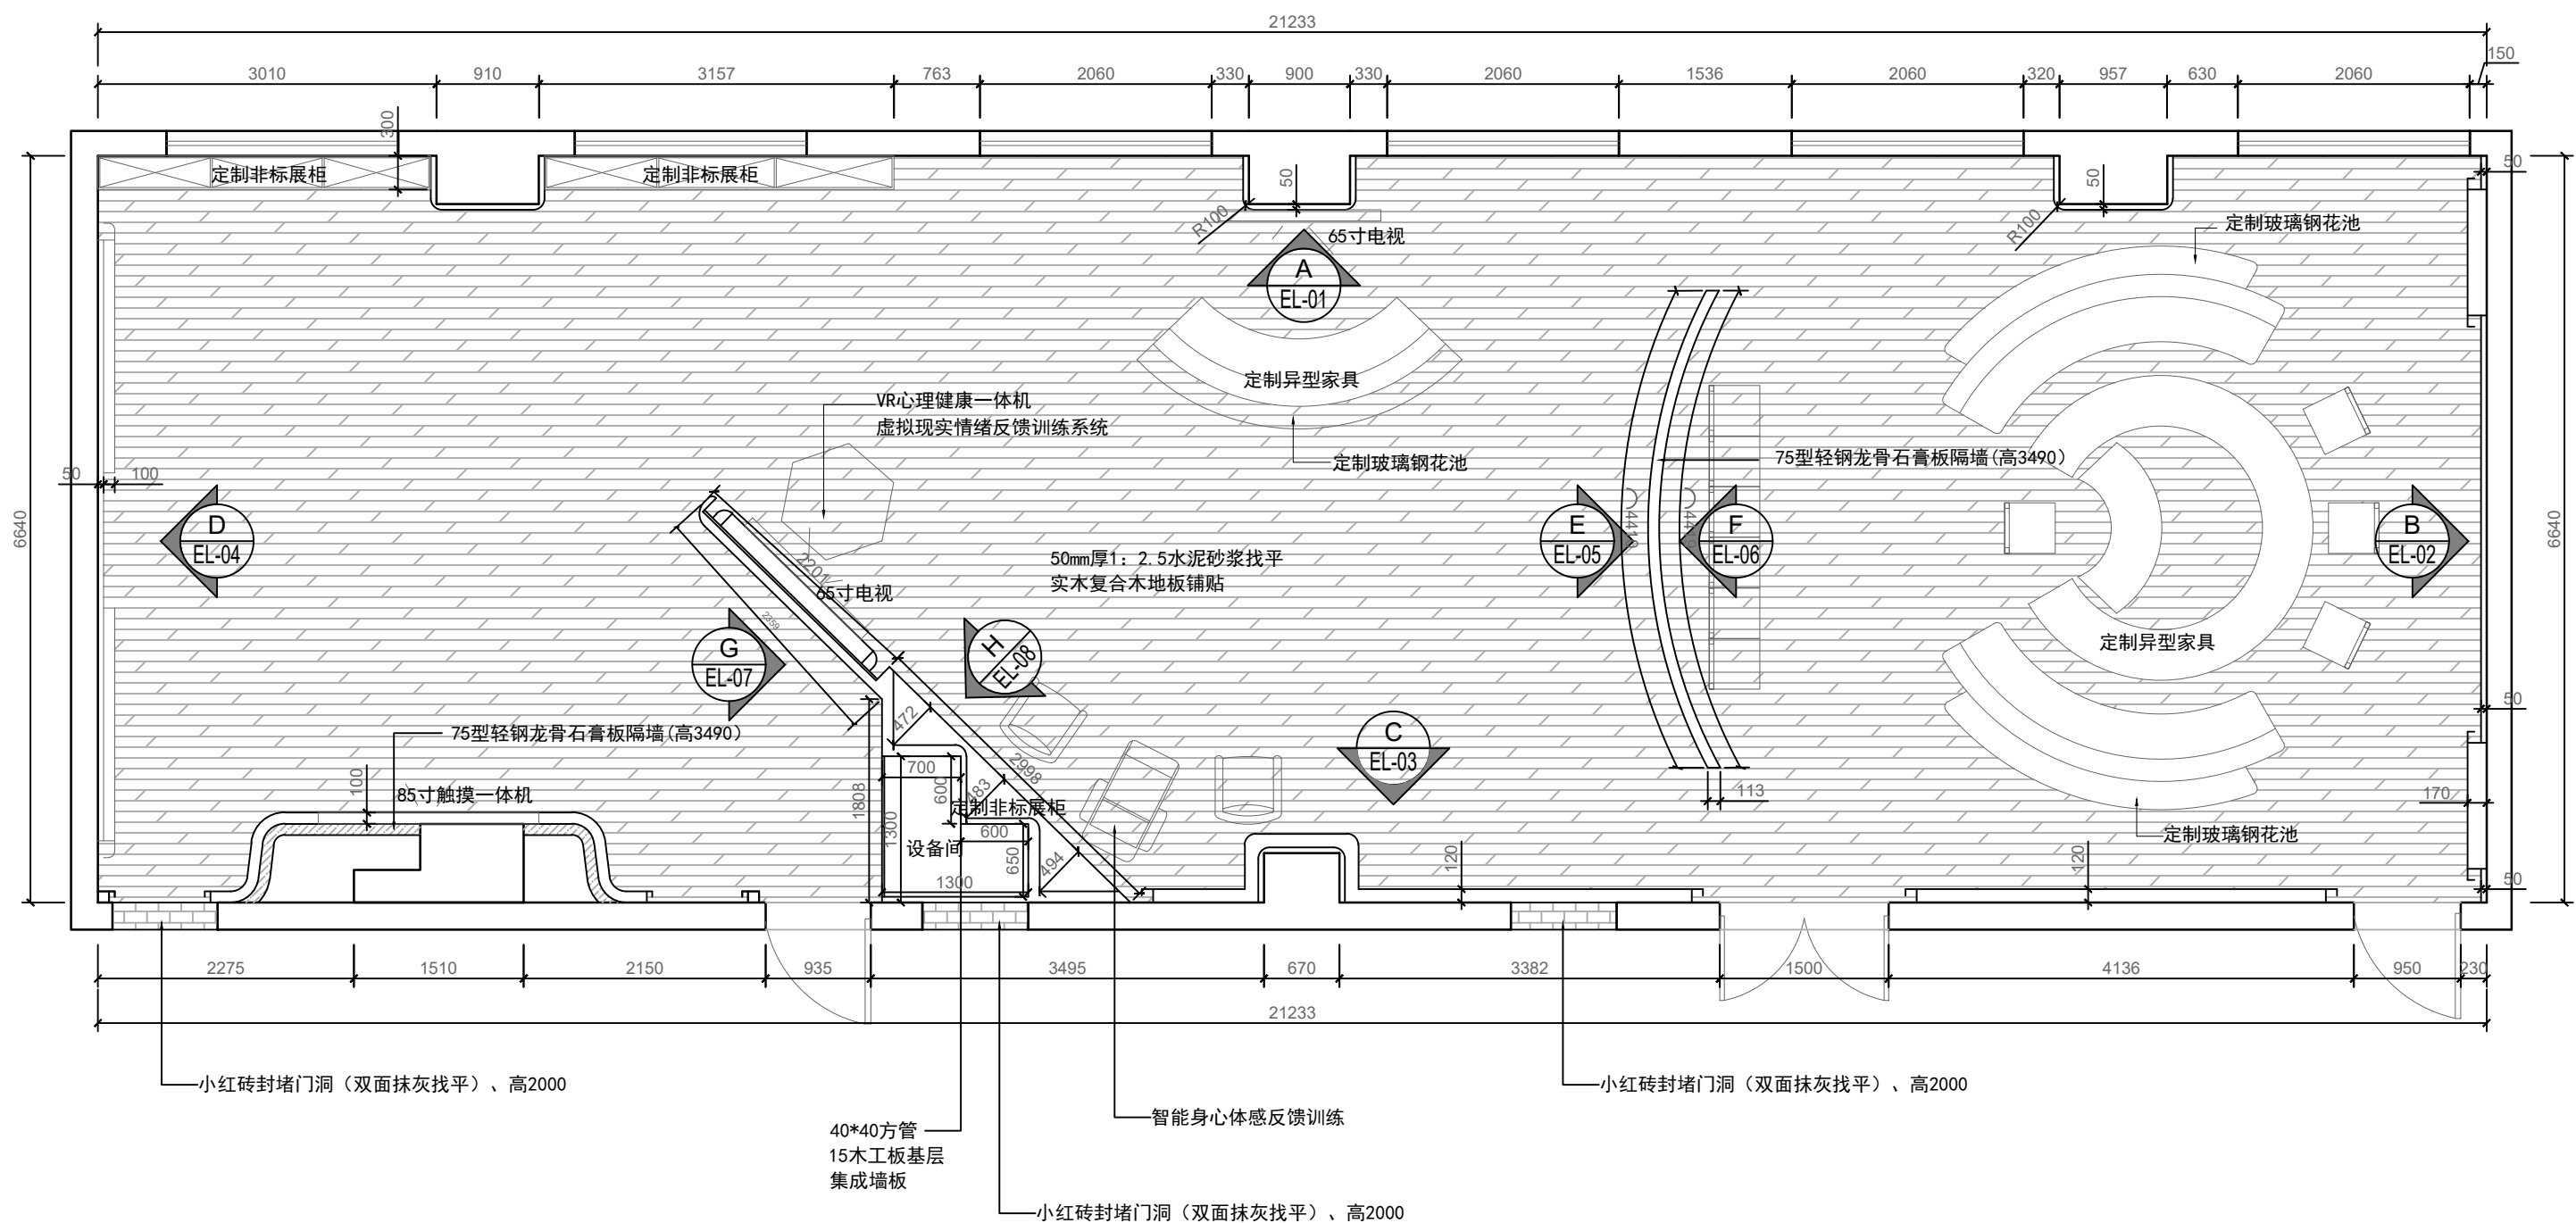 21233
150
3010 910 3157 763 2060 330 900 330 2060 1536 2060 320 957 630 2060
300
定制非标展柜
定制非标展柜
50
50
50
R100
R100
65寸电视
定制玻璃钢花池
A
EL-01
定制异型家具
VR心理健康一体机
虚拟现实情绪反馈训练系统
定制玻璃钢花池
75型轻钢龙骨石膏板隔墙(高3490)
50 100
6640
6640
D
EL-04
E
EL-05
F
EL-06
B
EL-02
2201
65寸电视
50mm厚1：2.5水泥砂浆找平
实木复合木地板铺贴
2359
G
EL-07
H
EL-08
定制异型家具
50
472
75型轻钢龙骨石膏板隔墙(高3490)
C
EL-03
2998
700
600
483
100
85寸触摸一体机
1808
1300
定制非标展柜
113
170
600
设备间
650
494
定制玻璃钢花池
1300
120
120
50
2275 1510 2150 935 3495 670 3382 1500 4136 950 230
21233
小红砖封堵门洞（双面抹灰找平）、高2000
小红砖封堵门洞（双面抹灰找平）、高2000
智能身心体感反馈训练
40*40方管
15木工板基层
集成墙板
小红砖封堵门洞（双面抹灰找平）、高2000